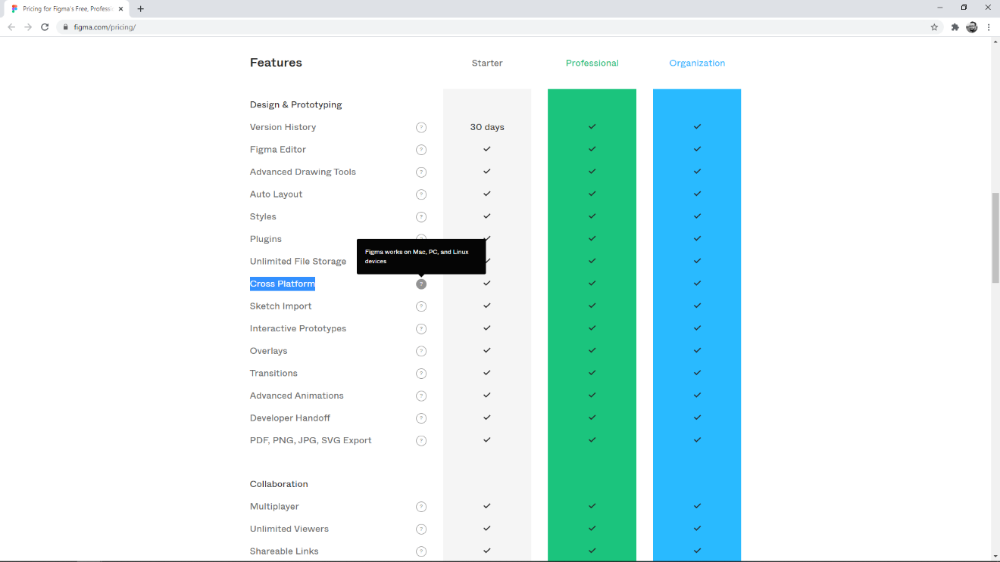 Pricing for Figma's Free, Professi
figma.com/pricing/
Features Starter Professional Organization
Design & Prototyping
Version History ? 30 days
Figma Editor ?
Advanced Drawing Tools ?
Auto Layout ?
Styles ?
Plugins ?
Figma works on Mac, PC, and Linux
devices
Unlimited File Storage
Cross Platform ?
Sketch Import ?
Interactive Prototypes ?
Overlays ?
Transitions ?
Advanced Animations ?
Developer Handoff ?
PDF, PNG, JPG, SVG Export ?
Collaboration
Multiplayer ?
Unlimited Viewers ?
Shareable Links ?